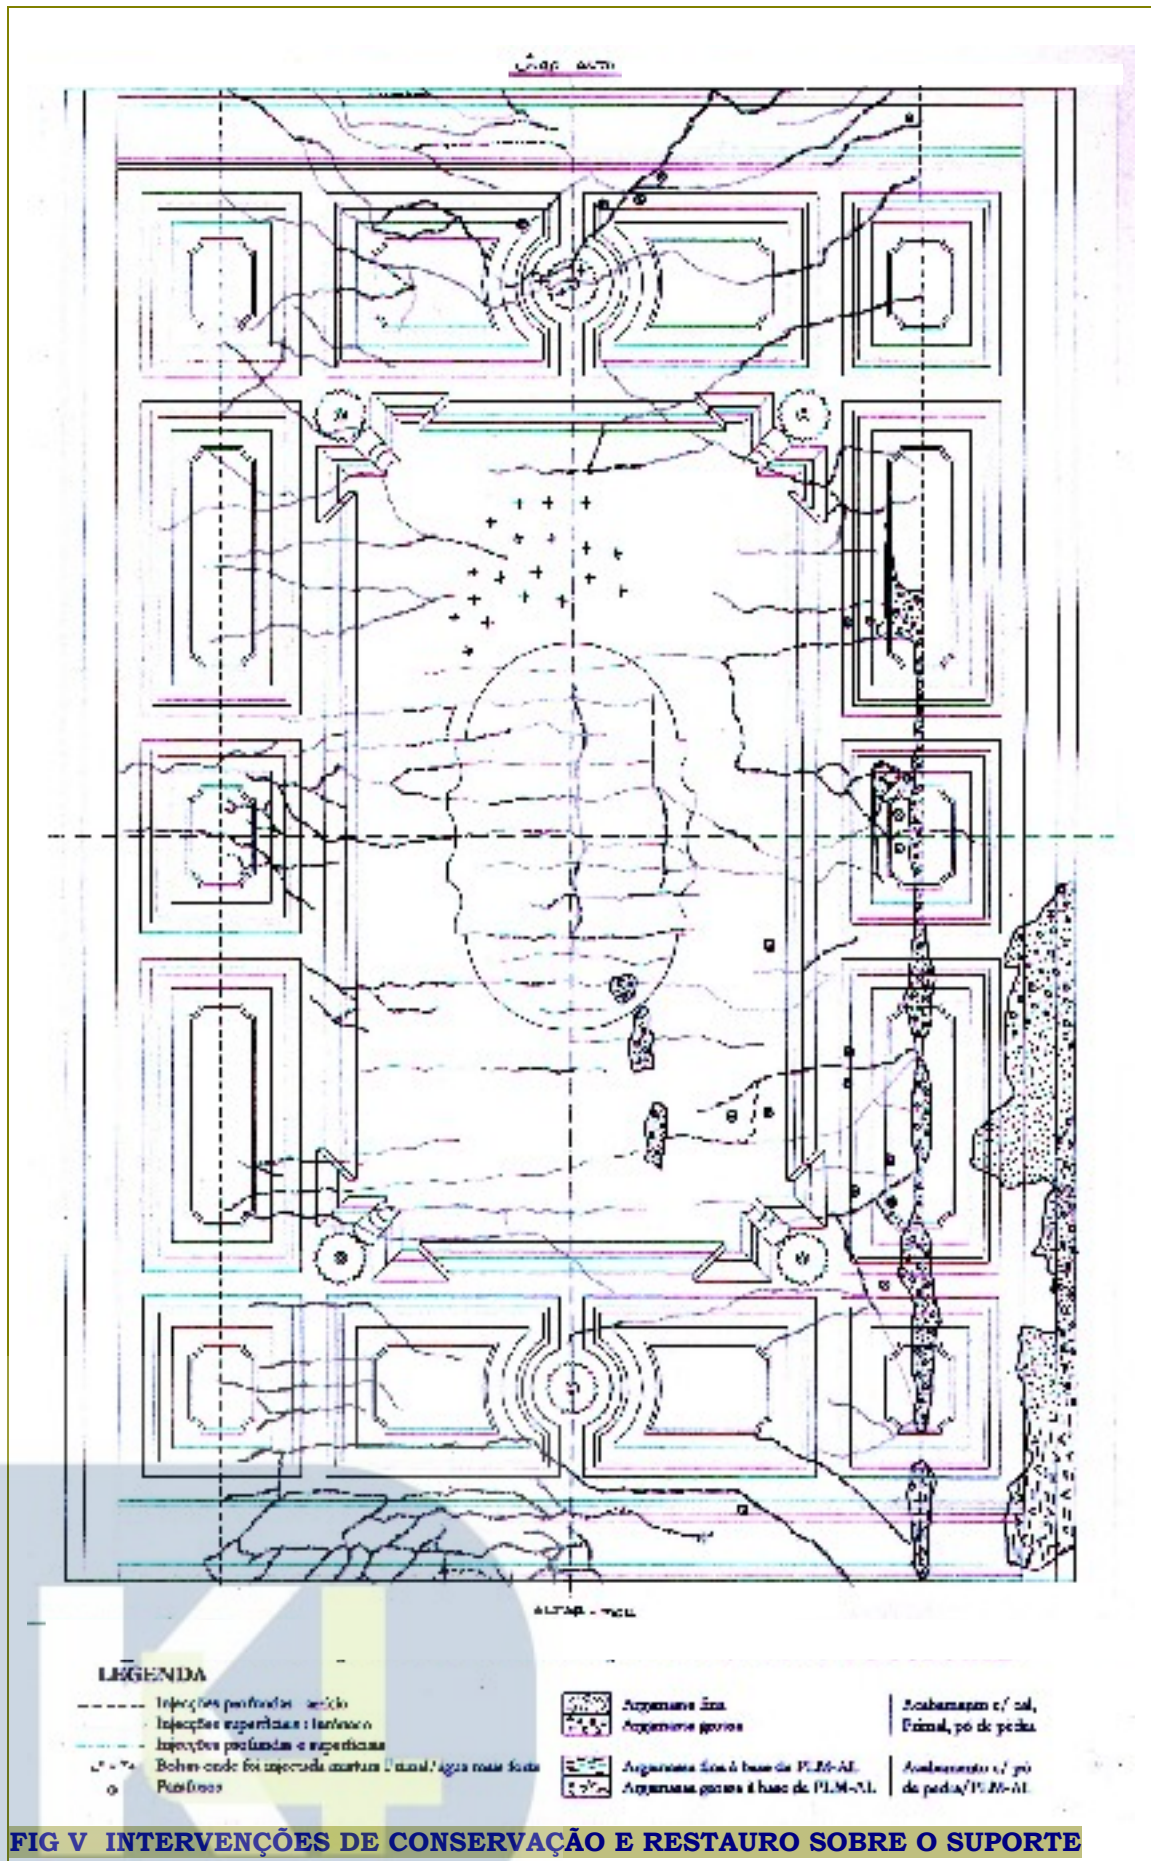 LEGENDA
Injecções profundas :
Injecções superficiais :
Injecções profundas e superficiais
Bolsas onde foi injectada mistura Primal/água mais forte
Parafusos
Argamassa fina
Argamassa grossa
Argamassa fina à base de PLM-AL
Argamassa grossa à base de PLM-AL
Acabamento c/ cal,
Primal, pó de pedra
Acabamento c/ pó
de pedra/PLM-AL
FIG V INTERVENÇÕES DE CONSERVAÇÃO E RESTAURO SOBRE O SUPORTE